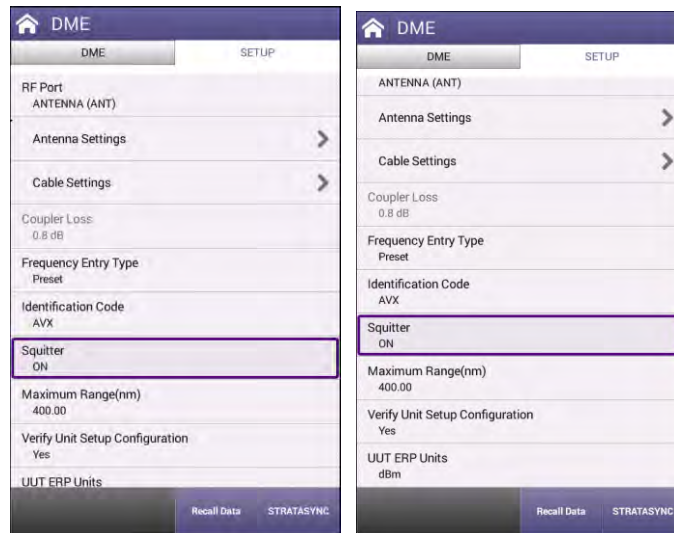 DME
DME SETUP
RF Port
ANTENNA (ANT)
Antenna Settings
Cable Settings
Coupler Loss
0.8 dB
Frequency Entry Type
Preset
Identification Code
AVX
Squitter
ON
Maximum Range(nm)
400.00
Verify Unit Setup Configuration
Yes
UUT ERP Units
Recall Data STRATASYNC
DME
DME SETUP
ANTENNA (ANT)
Antenna Settings
Cable Settings
Coupler Loss
0.8 dB
Frequency Entry Type
Preset
Identification Code
AVX
Squitter
ON
Maximum Range(nm)
400.00
Verify Unit Setup Configuration
Yes
UUT ERP Units
dBm
Recall Data STRATASYNC